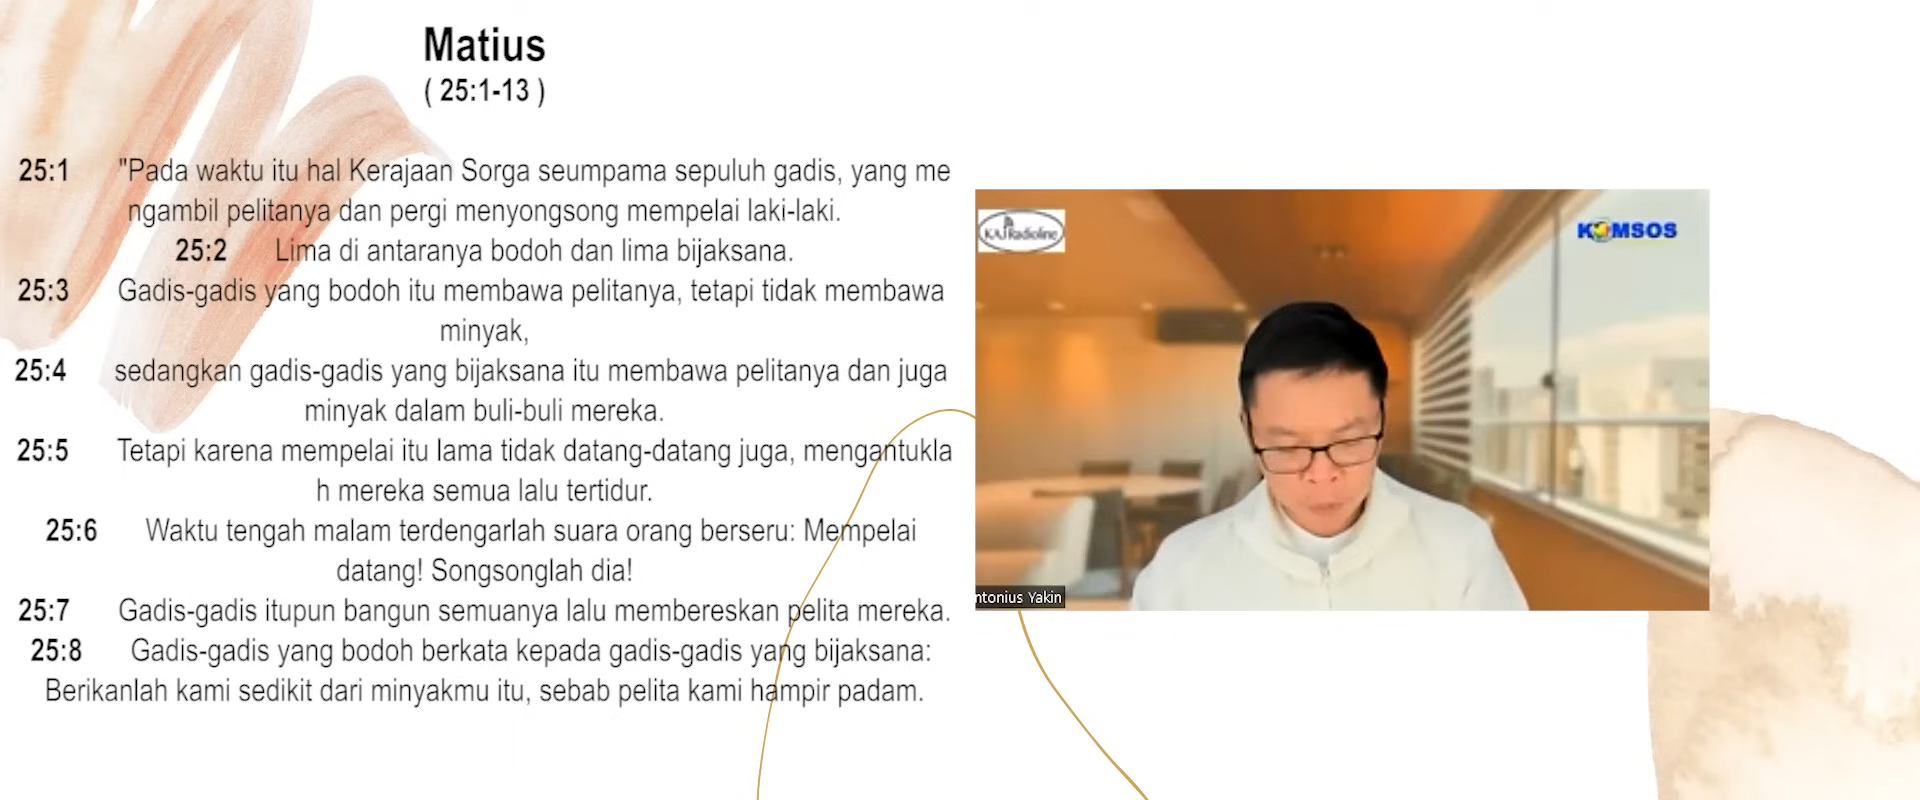 Matius
( 25:1-13 )
25:1 "Pada waktu itu hal Kerajaan Sorga seumpama sepuluh gadis, yang me
ngambil pelitanya dan pergi menyongsong mempelai laki-laki.
25:2 Lima di antaranya bodoh dan lima bijaksana.
25:3 Gadis-gadis yang bodoh itu membawa pelitanya, tetapi tidak membawa
minyak,
25:4 sedangkan gadis-gadis yang bijaksana itu membawa pelitanya dan juga
minyak dalam buli-buli mereka.
25:5 Tetapi karena mempelai itu lama tidak datang-datang juga, mengantukla
h mereka semua lalu tertidur.
25:6 Waktu tengah malam terdengarlah suara orang berseru: Mempelai
datang! Songsonglah dia!
25:7 Gadis-gadis itupun bangun semuanya lalu membereskan pelita mereka.
25:8 Gadis-gadis yang bodoh berkata kepada gadis-gadis yang bijaksana:
Berikanlah kami sedikit dari minyakmu itu, sebab pelita kami hampir padam.
KAJ Radioline
KOMSOS
ntonius Yakin